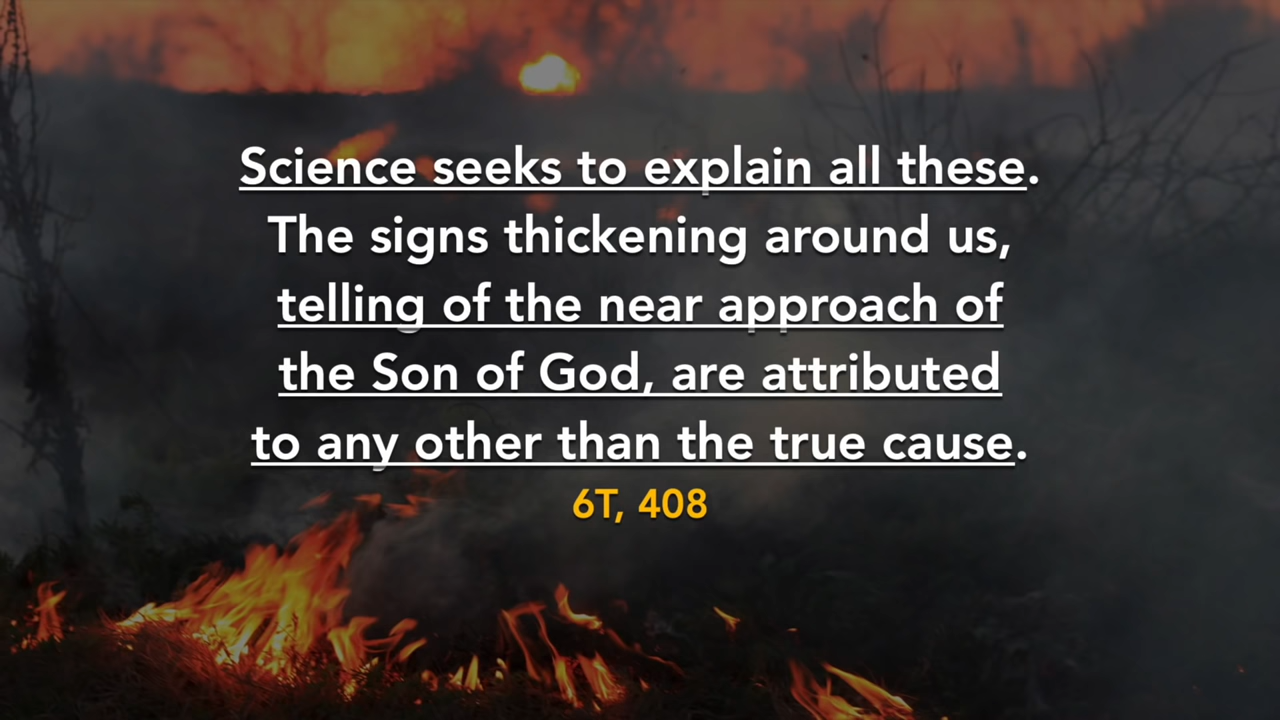 Science seeks to explain all these.
The signs thickening around us,
telling of the near approach of
the Son of God, are attributed
to any other than the true cause.
6T, 408